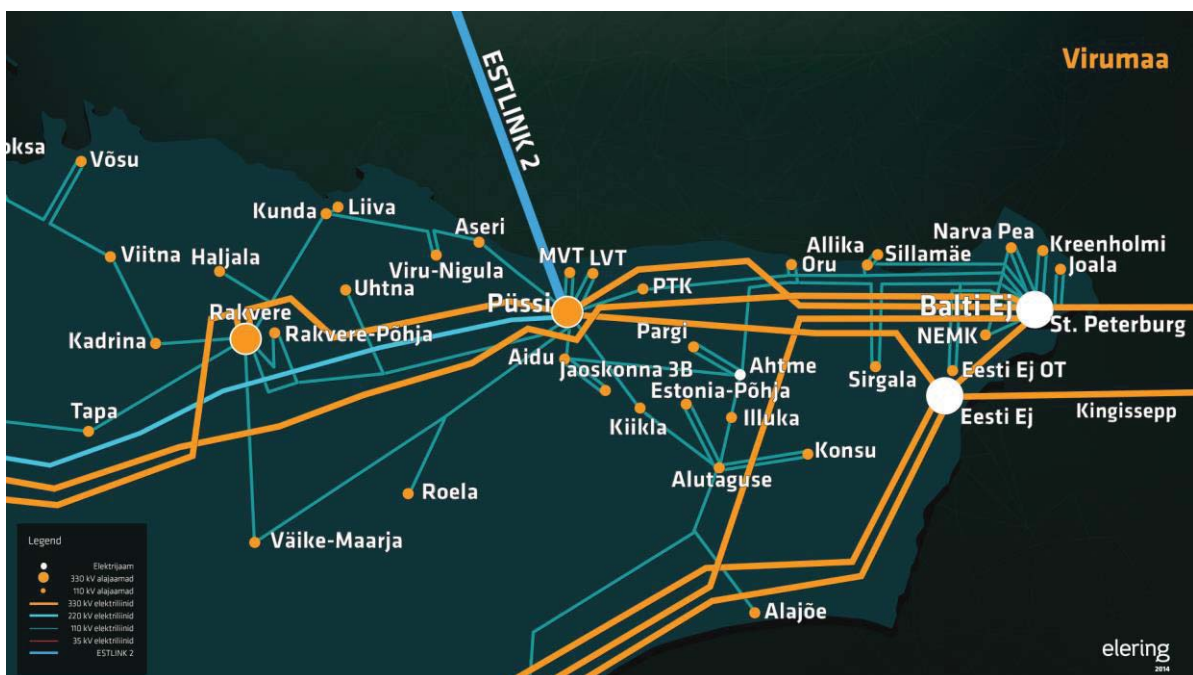 Virumaa
ESTLINK 2
oksa
Võsu
Kunda
Liiva
Aseri
Viitna
Haljala
Viru-Nigula
MVT
LVT
Allika
Oru
Sillamäe
Narva Pea
Kreenholmi
Joala
Uhtna
Püssi
PTK
Balti Ej
St. Peterburg
Rakvere
Rakvere-Põhja
Kadrina
Pargi
NEMK
Aidu
Jaoskonna 3B
Ahtme
Estonia-Põhja
Sirgala
Eesti Ej OT
Eesti Ej
Kingissepp
Tapa
Kiikla
Illuka
Konsu
Alutaguse
Roela
Väike-Maarja
Alajõe
Legend
Elektrijaam
330 kV alajaamad
110 kV alajaamad
330 kV elektriliinid
220 kV elektriliinid
110 kV elektriliinid
35 kV elektriliinid
ESTLINK 2
elering
2014